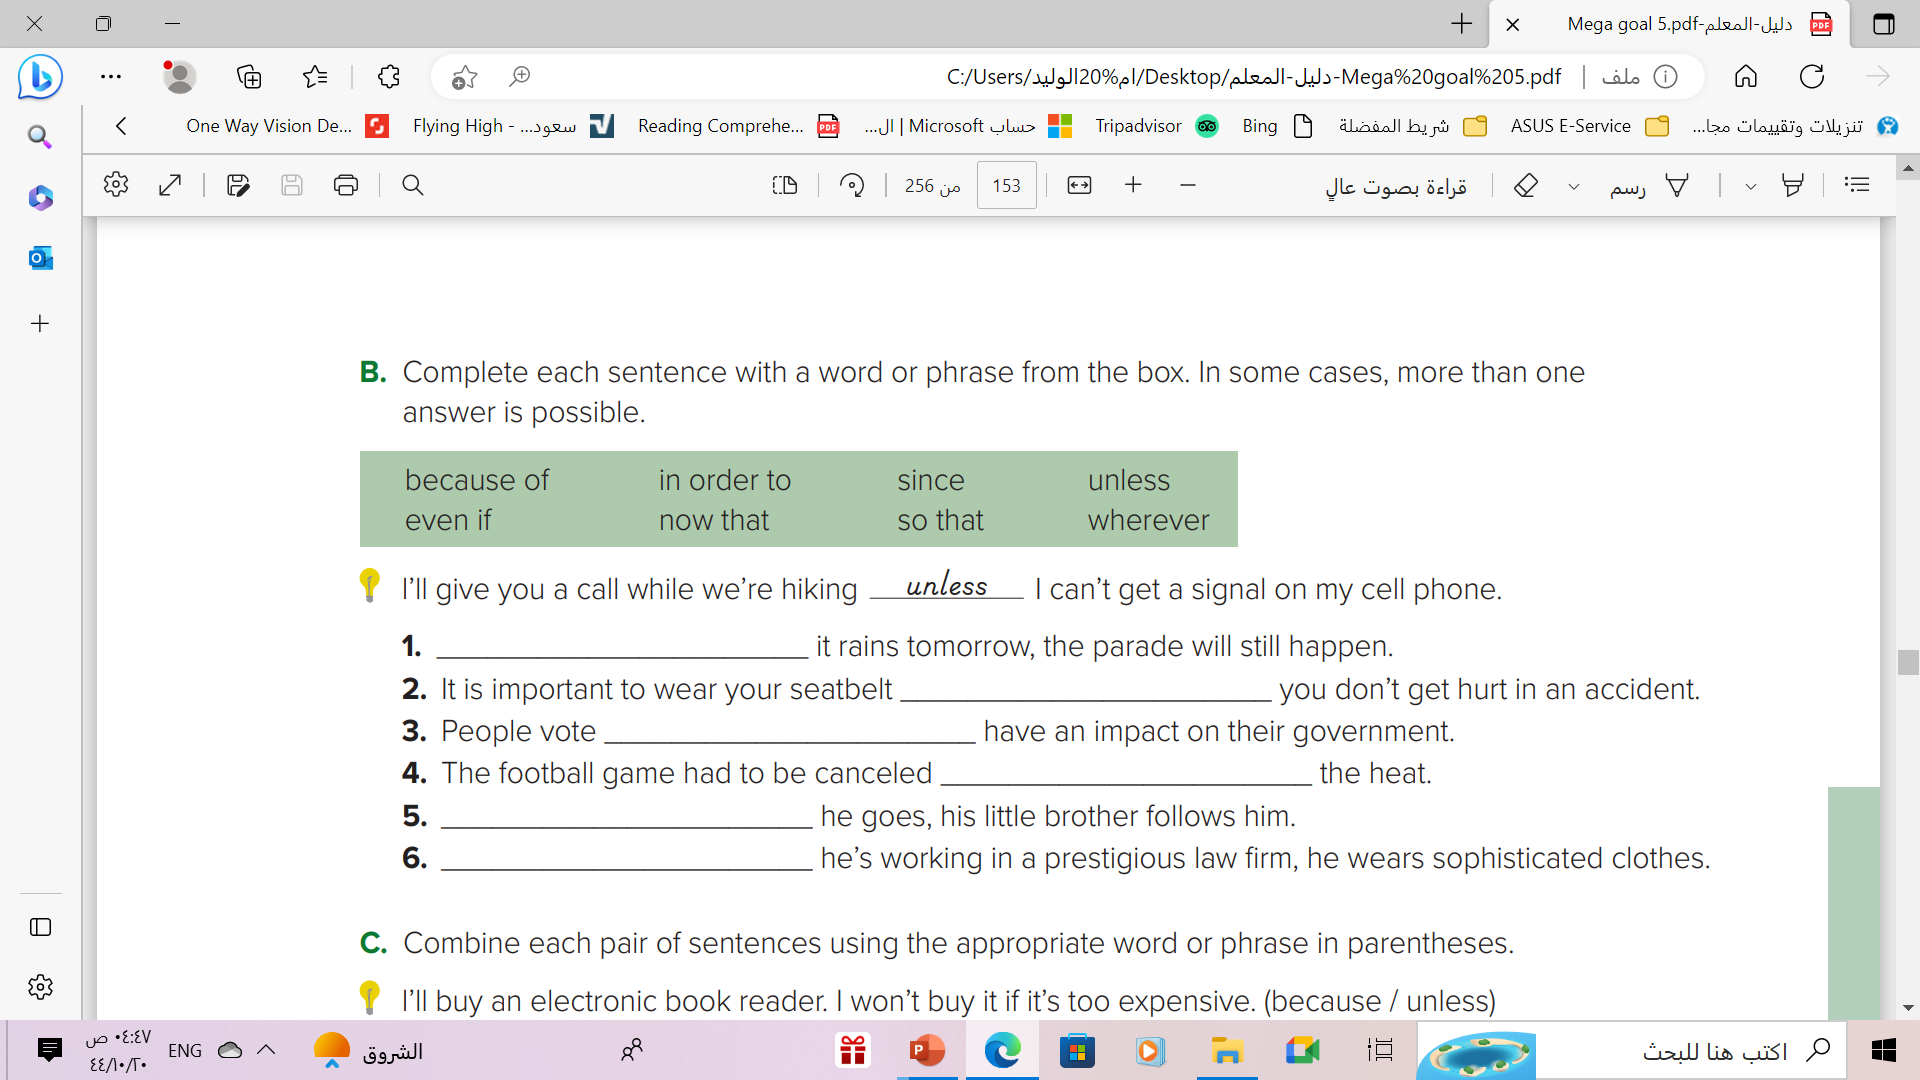 Mega goal 5.pdf-دليل-المعلم
C:/Users/ام%20الوليد/Desktop/دليل-المعلم-Mega%20goal%205.pdf
ملف
One Way Vision De...
Flying High - سعود...
Reading Comprehe...
حساب Microsoft | ال...
Tripadvisor
Bing
شريط المفضلة
ASUS E-Service
تنزيلات وتقييمات مجا...
153 من 256
قراءة بصوت عالٍ
رسم
B. Complete each sentence with a word or phrase from the box. In some cases, more than one
answer is possible.
because of in order to since unless
even if now that so that wherever
I'll give you a call while we're hiking unless I can't get a signal on my cell phone.
1. ______ it rains tomorrow, the parade will still happen.
2. It is important to wear your seatbelt ______ you don't get hurt in an accident.
3. People vote ______ have an impact on their government.
4. The football game had to be canceled ______ the heat.
5. ______ he goes, his little brother follows him.
6. ______ he's working in a prestigious law firm, he wears sophisticated clothes.
C. Combine each pair of sentences using the appropriate word or phrase in parentheses.
I'll buy an electronic book reader. I won't buy it if it's too expensive. (because / unless)
٠٤:٤٧ ص
٤٤/١٠/٢٠
ENG
الشروق
اكتب هنا للبحث